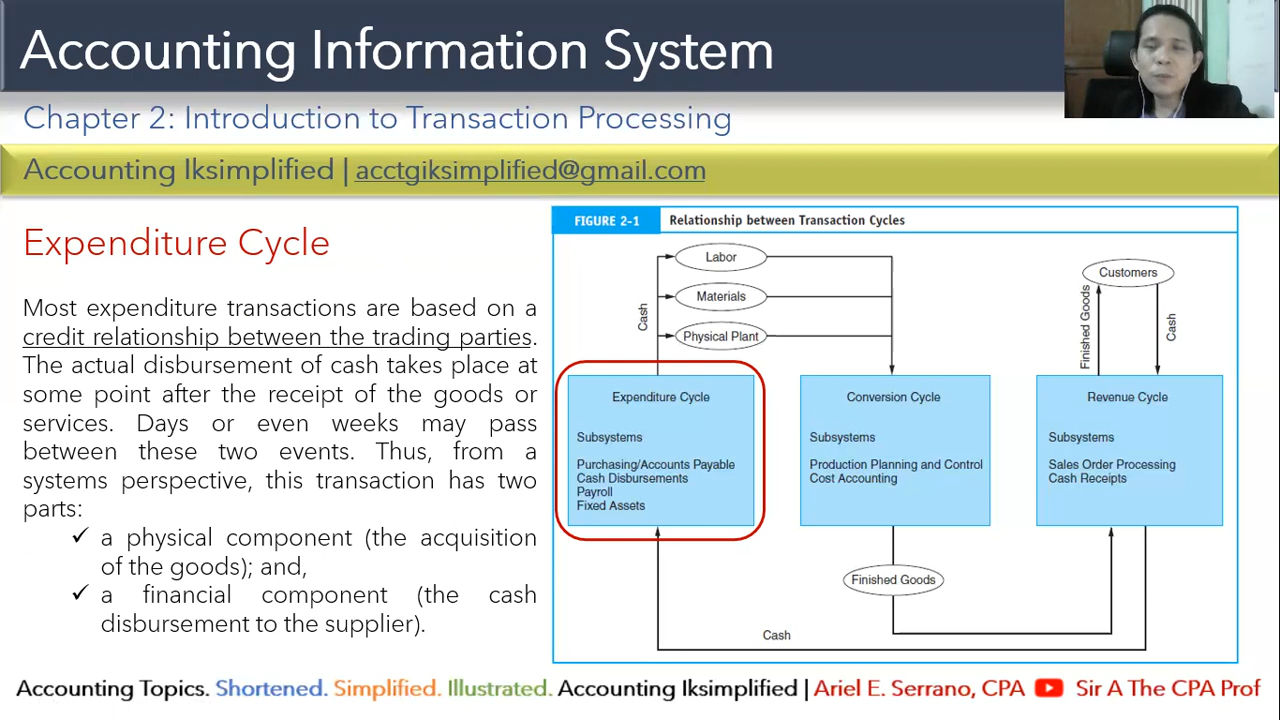 Accounting Information System
Chapter 2: Introduction to Transaction Processing
Accounting Iksimplified | acctgiksimplified@gmail.com
Expenditure Cycle
Most expenditure transactions are based on a
credit relationship between the trading parties.
The actual disbursement of cash takes place at
some point after the receipt of the goods or
services. Days or even weeks may pass
between these two events. Thus, from a
systems perspective, this transaction has two
parts:
✓ a physical component (the acquisition
of the goods); and,
✓ a financial component (the cash
disbursement to the supplier).
FIGURE 2-1 Relationship between Transaction Cycles
Labor
Materials
Physical Plant
Cash
Customers
Finished Goods
Cash
Expenditure Cycle
Subsystems
Purchasing/Accounts Payable
Cash Disbursements
Payroll
Fixed Assets
Conversion Cycle
Subsystems
Production Planning and Control
Cost Accounting
Revenue Cycle
Subsystems
Sales Order Processing
Cash Receipts
Finished Goods
Cash
Accounting Topics. Shortened. Simplified. Illustrated. Accounting Iksimplified | Ariel E. Serrano, CPA Sir A The CPA Prof